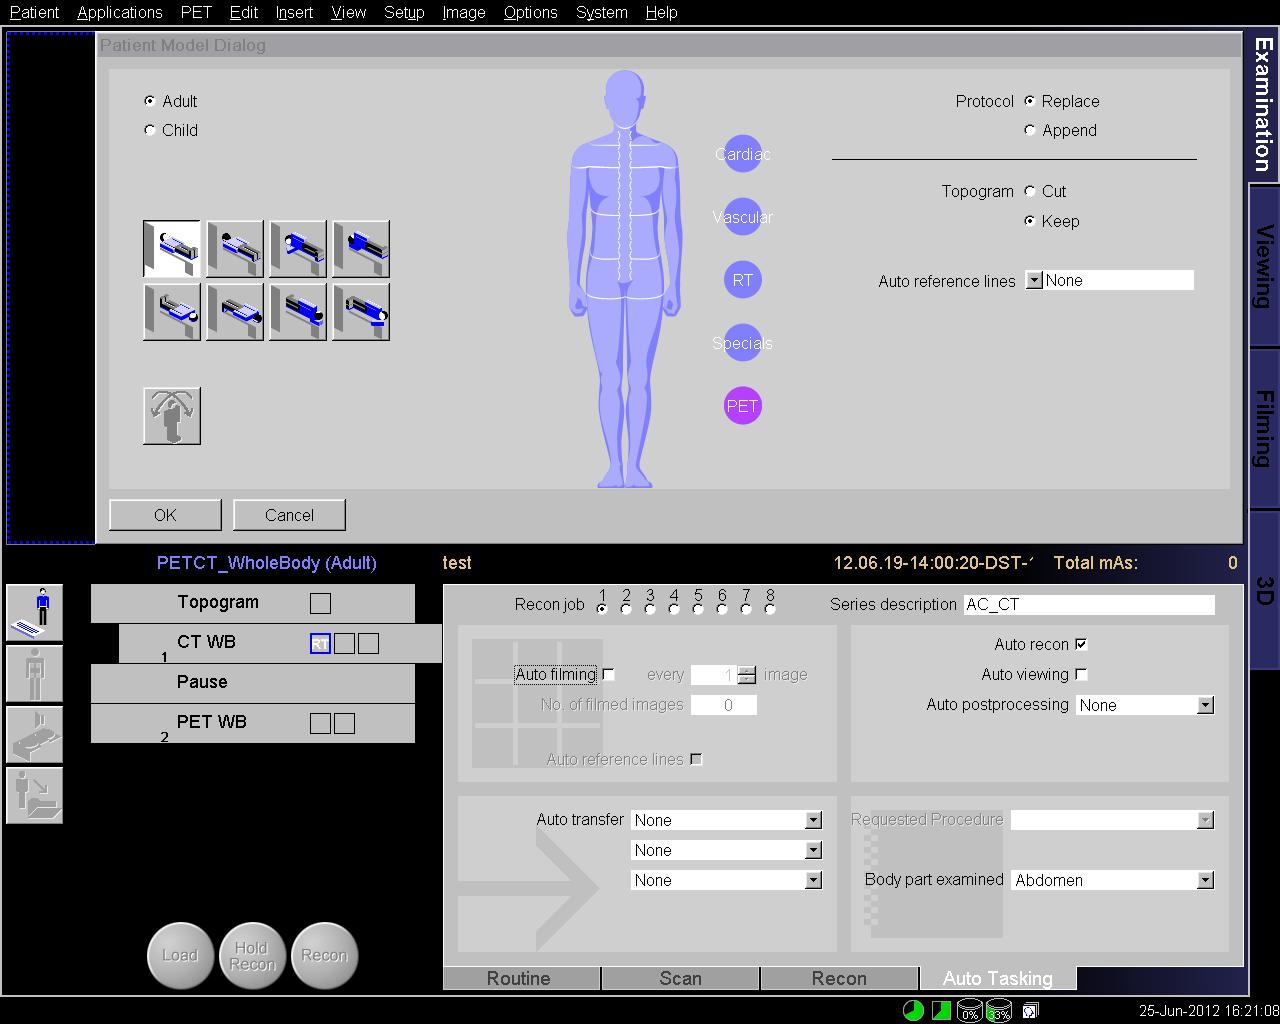 Patient Applications PET Edit Insert View Setup Image Options System Help
Patient Model Dialog
Adult
Child
Cardiac
Vascular
RT
Specials
PET
Protocol Replace
Append
Topogram Cut
Keep
Auto reference lines None
OK Cancel
Examination
Viewing
Filming
3D
PETCT_WholeBody (Adult) test 12.06.19-14:00:20-DST- Total mAs: 0
Topogram
1 CT WB RT
Pause
2 PET WB
Load
Hold
Recon
Recon
Recon job 1 2 3 4 5 6 7 8
Series description AC_CT
Auto filming every 1 image
No. of filmed images 0
Auto reference lines
Auto recon
Auto viewing
Auto postprocessing None
Auto transfer None
None
None
Requested Procedure
Body part examined Abdomen
Routine Scan Recon Auto Tasking
0% 33% 25-Jun-2012 16:21:08